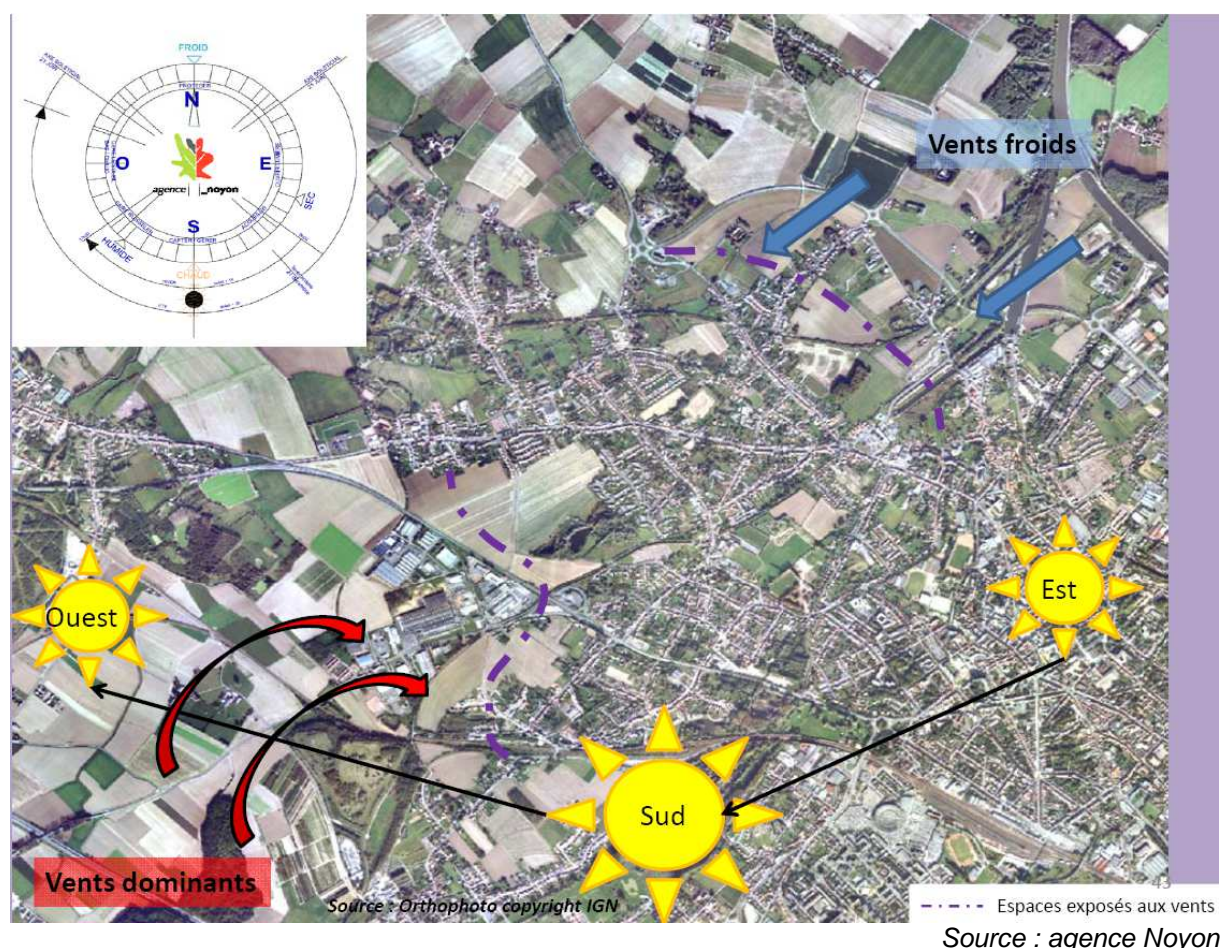 FROID
N
O
E
agence noyon
SEC
S
HUMIDE
CHAUD
Vents froids
Ouest
Est
Sud
Vents dominants
Source : Orthophoto copyright IGN
43
Espaces exposés aux vents
Source : agence Noyon